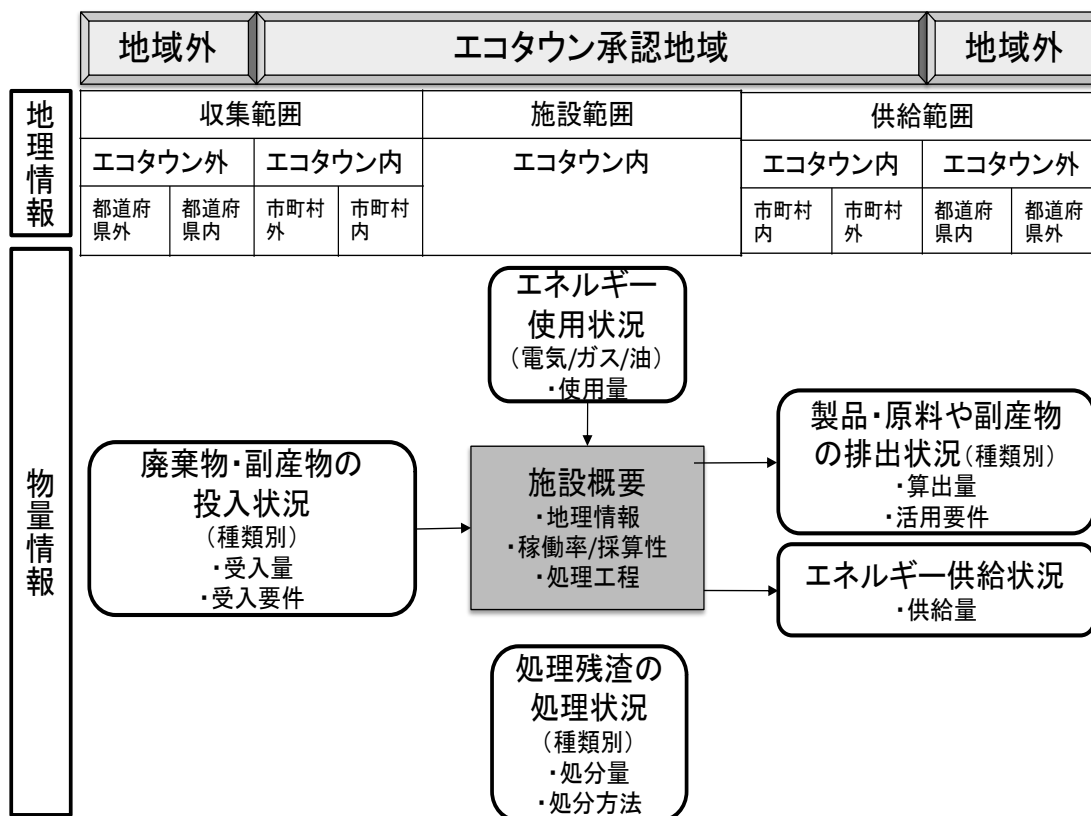 地域外
エコタウン承認地域
地域外
地理情報
収集範囲
施設範囲
供給範囲
エコタウン外
エコタウン内
エコタウン内
エコタウン内
エコタウン外
都道府
県外
都道府
県内
市町村
外
市町村
内
市町村
内
市町村
外
都道府
県内
都道府
県外
物量情報
エネルギー
使用状況
(電気/ガス/油)
・使用量
廃棄物・副産物の
投入状況
(種類別)
・受入量
・受入要件
施設概要
・地理情報
・稼働率/採算性
・処理工程
製品・原料や副産物
の排出状況(種類別)
・算出量
・活用要件
エネルギー供給状況
・供給量
処理残渣の
処理状況
(種類別)
・処分量
・処分方法